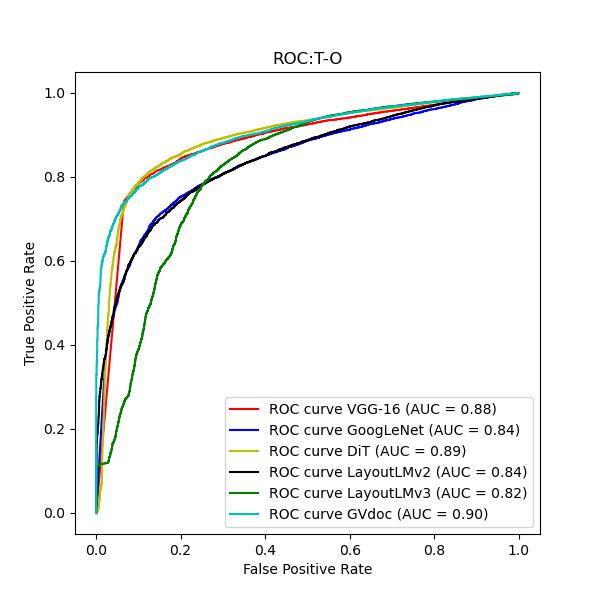 ROC:T-O
True Positive Rate
1.0
0.8
0.6
0.4
0.2
0.0
ROC curve VGG-16 (AUC = 0.88)
ROC curve GoogLeNet (AUC = 0.84)
ROC curve DiT (AUC = 0.89)
ROC curve LayoutLMv2 (AUC = 0.84)
ROC curve LayoutLMv3 (AUC = 0.82)
ROC curve GVdoc (AUC = 0.90)
0.0 0.2 0.4 0.6 0.8 1.0
False Positive Rate